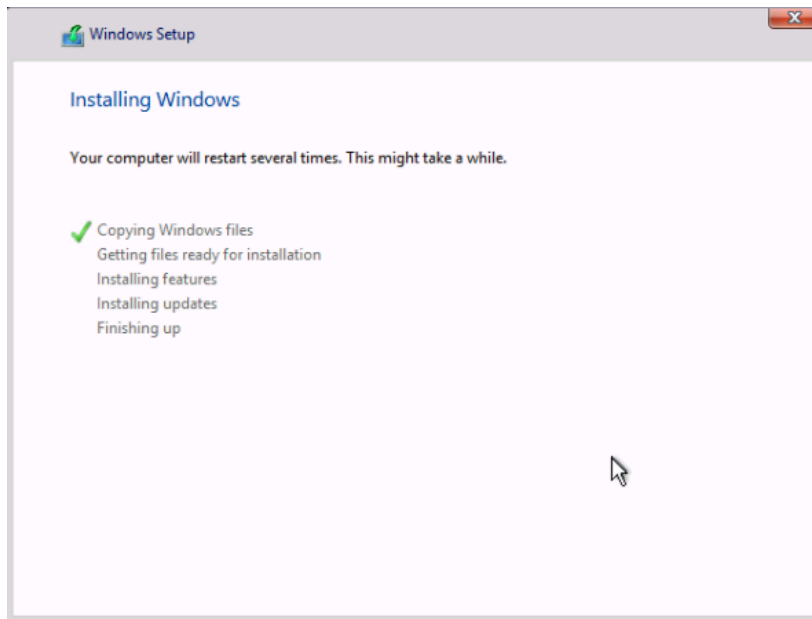 Windows Setup
Installing Windows
Your computer will restart several times. This might take a while.
Copying Windows files
Getting files ready for installation
Installing features
Installing updates
Finishing up